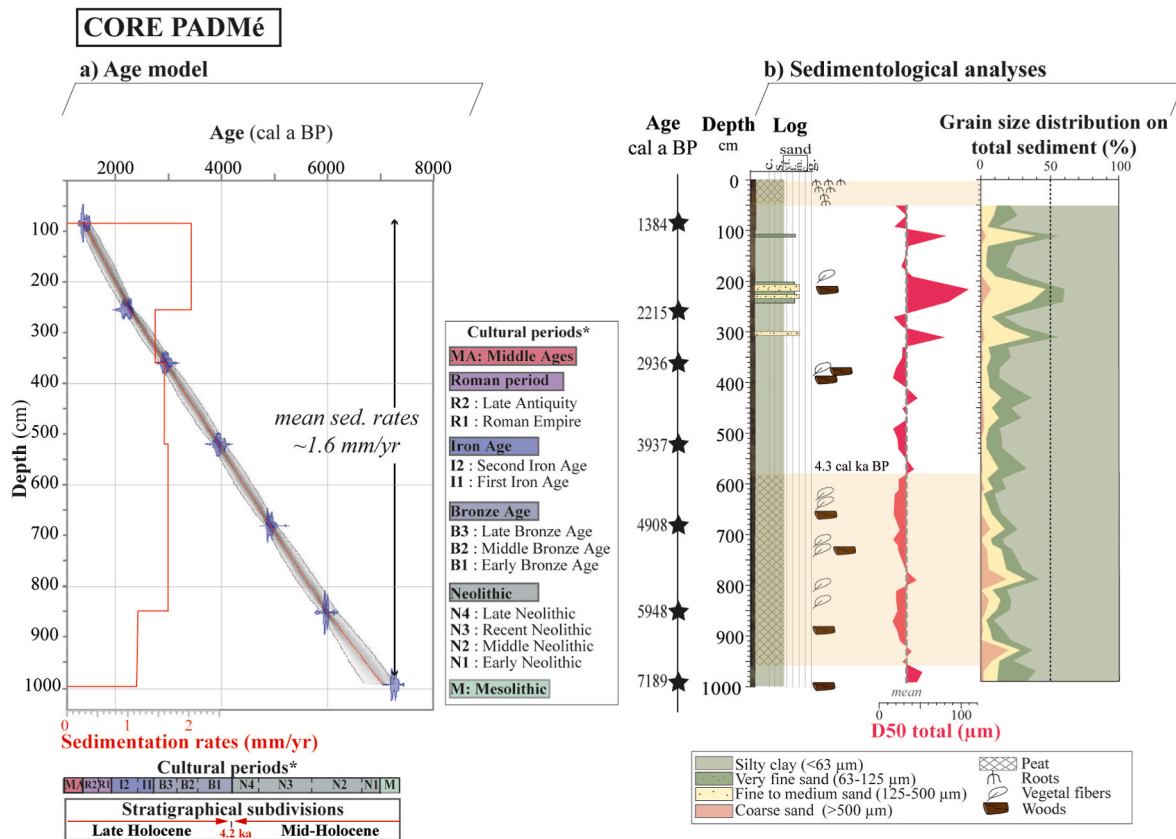 CORE PADMé
a) Age model
Age (cal a BP)
2000
4000
6000
8000
100
200
300
400
500
600
700
800
900
1000
Depth (cm)
mean sed. rates
~1.6 mm/yr
0
1
2
Sedimentation rates (mm/yr)
Cultural periods*
MA: Middle Ages
Roman period
R2 : Late Antiquity
R1 : Roman Empire
Iron Age
I2 : Second Iron Age
I1 : First Iron Age
Bronze Age
B3 : Late Bronze Age
B2 : Middle Bronze Age
B1 : Early Bronze Age
Neolithic
N4 : Late Neolithic
N3 : Recent Neolithic
N2 : Middle Neolithic
N1 : Early Neolithic
M: Mesolithic
Cultural periods*
MA R2 R1 I2 I1 B3 B2 B1 N4 N3 N2 N1 M
Stratigraphical subdivisions
Late Holocene 4.2 ka Mid-Holocene
b) Sedimentological analyses
Age
cal a BP
Depth
cm
Log
sand
Grain size distribution on
total sediment (%)
0
50
100
0
100
200
300
400
500
600
700
800
900
1000
1384
2215
2936
3937
4908
5948
7189
4.3 cal ka BP
mean
0
100
D50 total (µm)
Silty clay (<63 µm)
Very fine sand (63-125 µm)
Fine to medium sand (125-500 µm)
Coarse sand (>500 µm)
Peat
Roots
Vegetal fibers
Woods